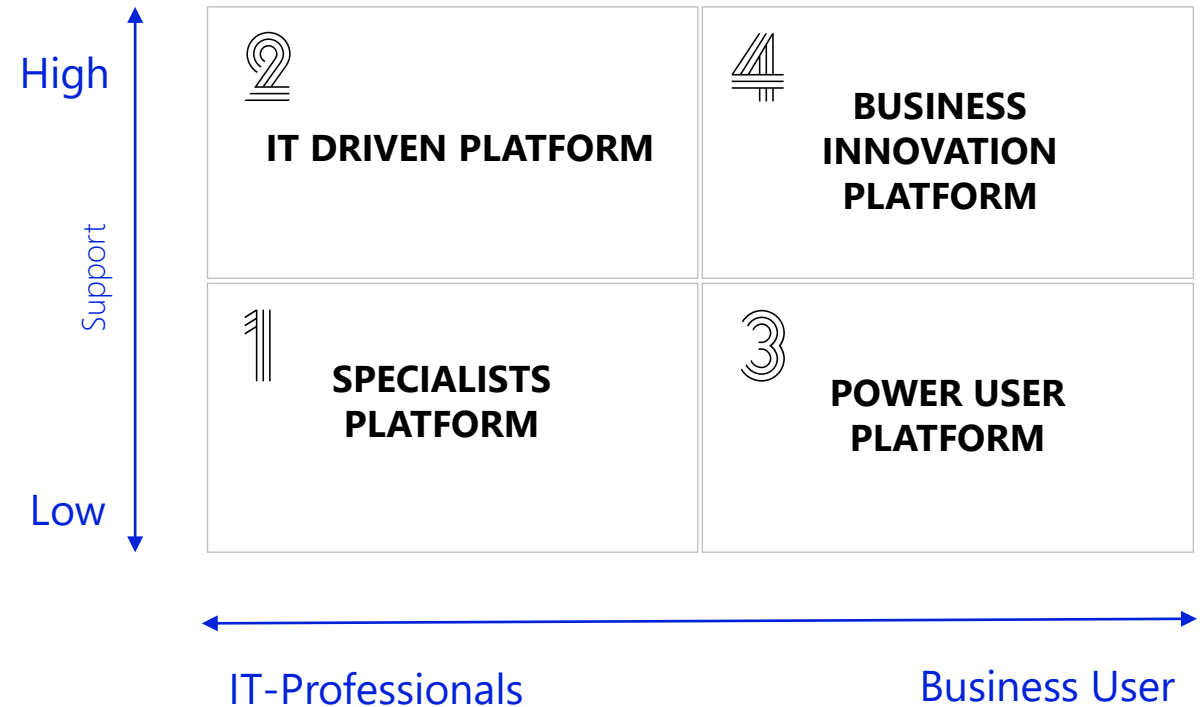 High
Support
Low
2
IT DRIVEN PLATFORM
4
BUSINESS
INNOVATION
PLATFORM
1
SPECIALISTS
PLATFORM
3
POWER USER
PLATFORM
IT-Professionals
Business User